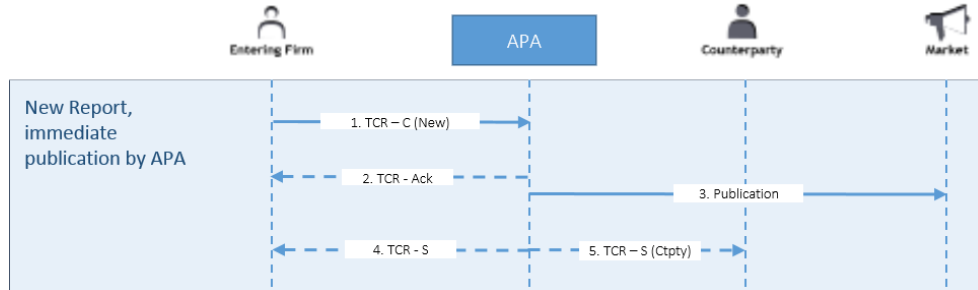 Entering Firm
APA
Counterparty
Market
New Report,
immediate
publication by APA
1. TCR – C (New)
2. TCR - Ack
3. Publication
4. TCR - S
5. TCR – S (Ctpty)